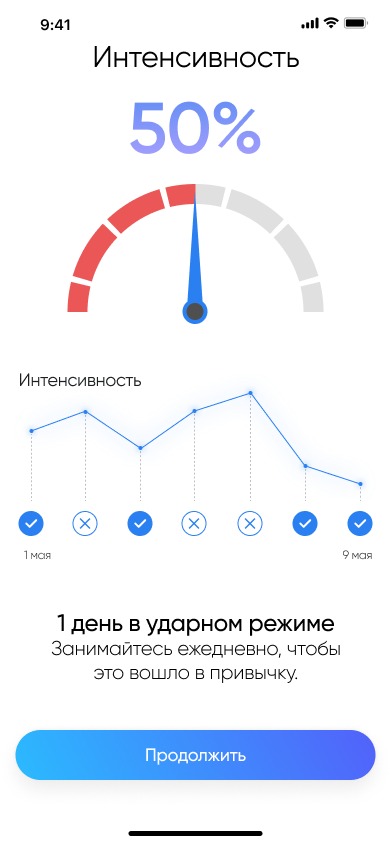 9:41
Интенсивность
50%
Интенсивность
1 мая
9 мая
1 день в ударном режиме
Занимайтесь ежедневно, чтобы
это вошло в привычку.
Продолжить